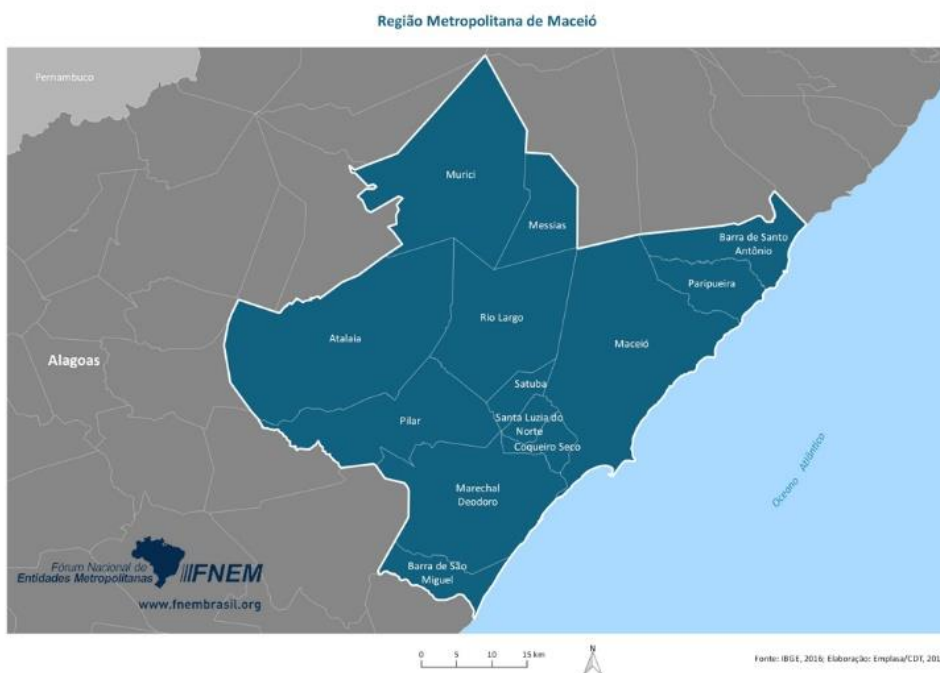 Região Metropolitana de Maceió
Pernambuco
Murici
Messias
Barra de Santo
Antônio
Paripueira
Rio Largo
Atalaia
Maceió
Alagoas
Satuba
Pilar
Santa Luzia do
Norte
Coqueiro Seco
Oceano Atlântico
Marechal
Deodoro
Barra de São
Miguel
Fórum Nacional de
Entidades Metropolitanas
FNEM
www.fnembrasil.org
0 5 10 15 km
N
Fonte: IBGE, 2016; Elaboração: Emplasa/CDT, 201